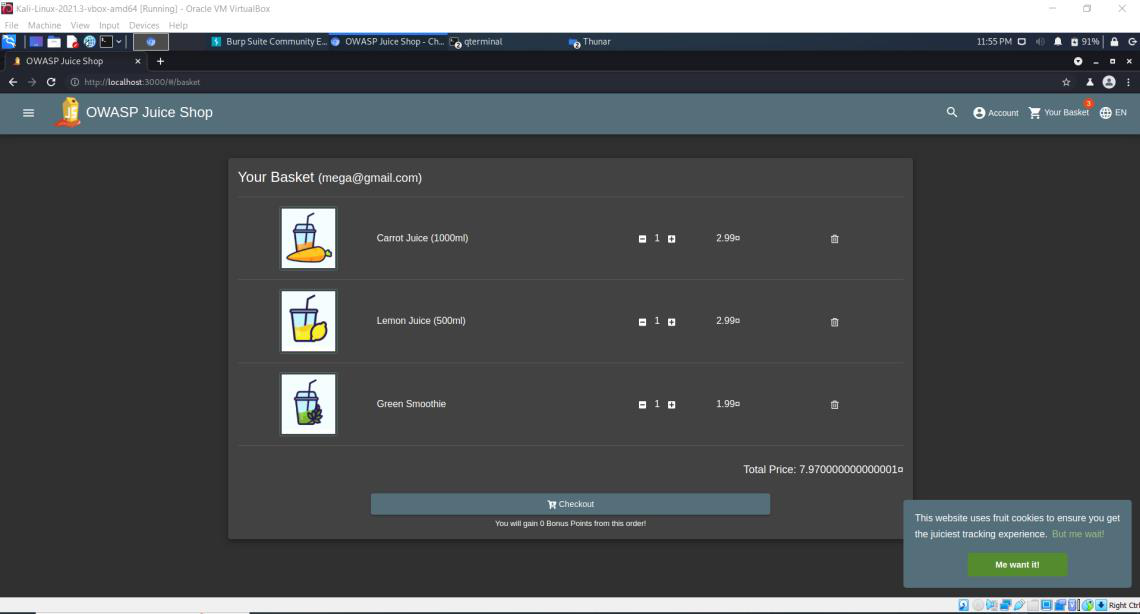 Kali-Linux-2021.3-vbox-amd64 [Running] - Oracle VM VirtualBox
File Machine View Input Devices Help
Burp Suite Community E... OWASP Juice Shop - Ch... qterminal Thunar 11:55 PM 91%
OWASP Juice Shop
http://localhost:3000/#/basket
OWASP Juice Shop
Account Your Basket 3 EN
Your Basket (mega@gmail.com)
Carrot Juice (1000ml) 1 2.99¤
Lemon Juice (500ml) 1 2.99¤
Green Smoothie 1 1.99¤
Total Price: 7.970000000000001¤
Checkout
You will gain 0 Bonus Points from this order!
This website uses fruit cookies to ensure you get
the juiciest tracking experience. But me wait!
Me want it!
Right Ctr